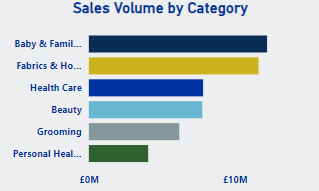 Sales Volume by Category
Baby & Famil...
Fabrics & Ho...
Health Care
Beauty
Grooming
Personal Heal...
£0M £10M